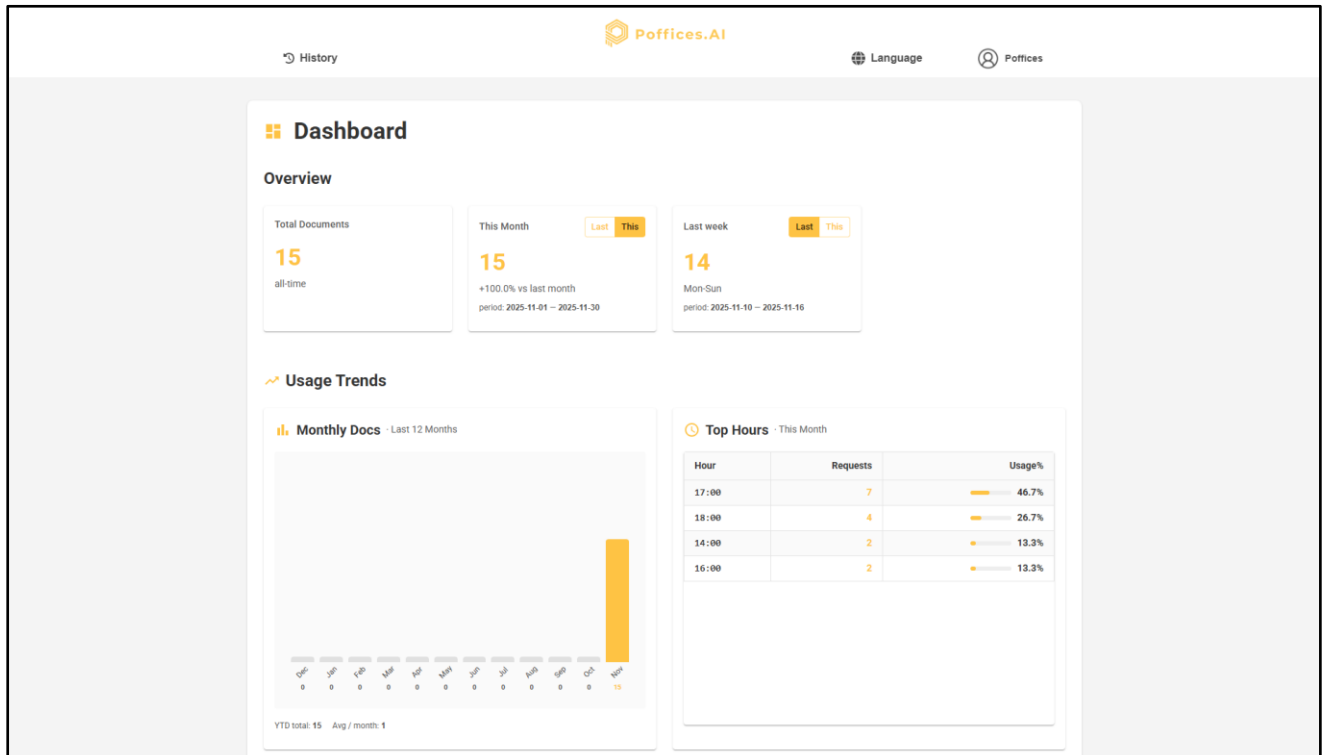 Poffices.AI
History
Language
Poffices
Dashboard
Overview
Total Documents
15
all-time
This Month
Last This
15
+100.0% vs last month
period: 2025-11-01 — 2025-11-30
Last week
Last This
14
Mon-Sun
period: 2025-11-10 — 2025-11-16
Usage Trends
Monthly Docs · Last 12 Months
Dec Jan Feb Mar Apr May Jun Jul Aug Sep Oct Nov
0 0 0 0 0 0 0 0 0 0 0 15
YTD total: 15 Avg / month: 1
Top Hours · This Month
Hour Requests Usage%
17:00 7 46.7%
18:00 4 26.7%
14:00 2 13.3%
16:00 2 13.3%